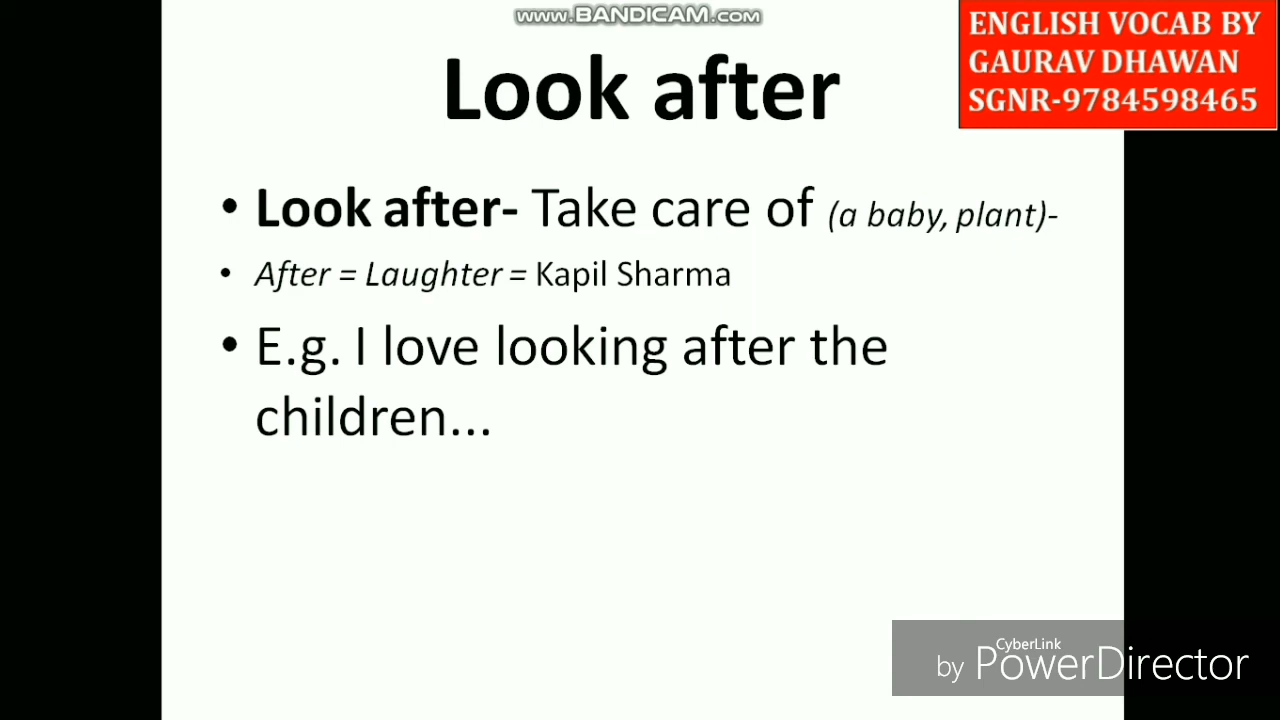 www.BANDICAM.com
ENGLISH VOCAB BY
GAURAV DHAWAN
SGNR-9784598465
Look after
• Look after- Take care of (a baby, plant)-
• After = Laughter = Kapil Sharma
• E.g. I love looking after the
children...
CyberLink
by PowerDirector